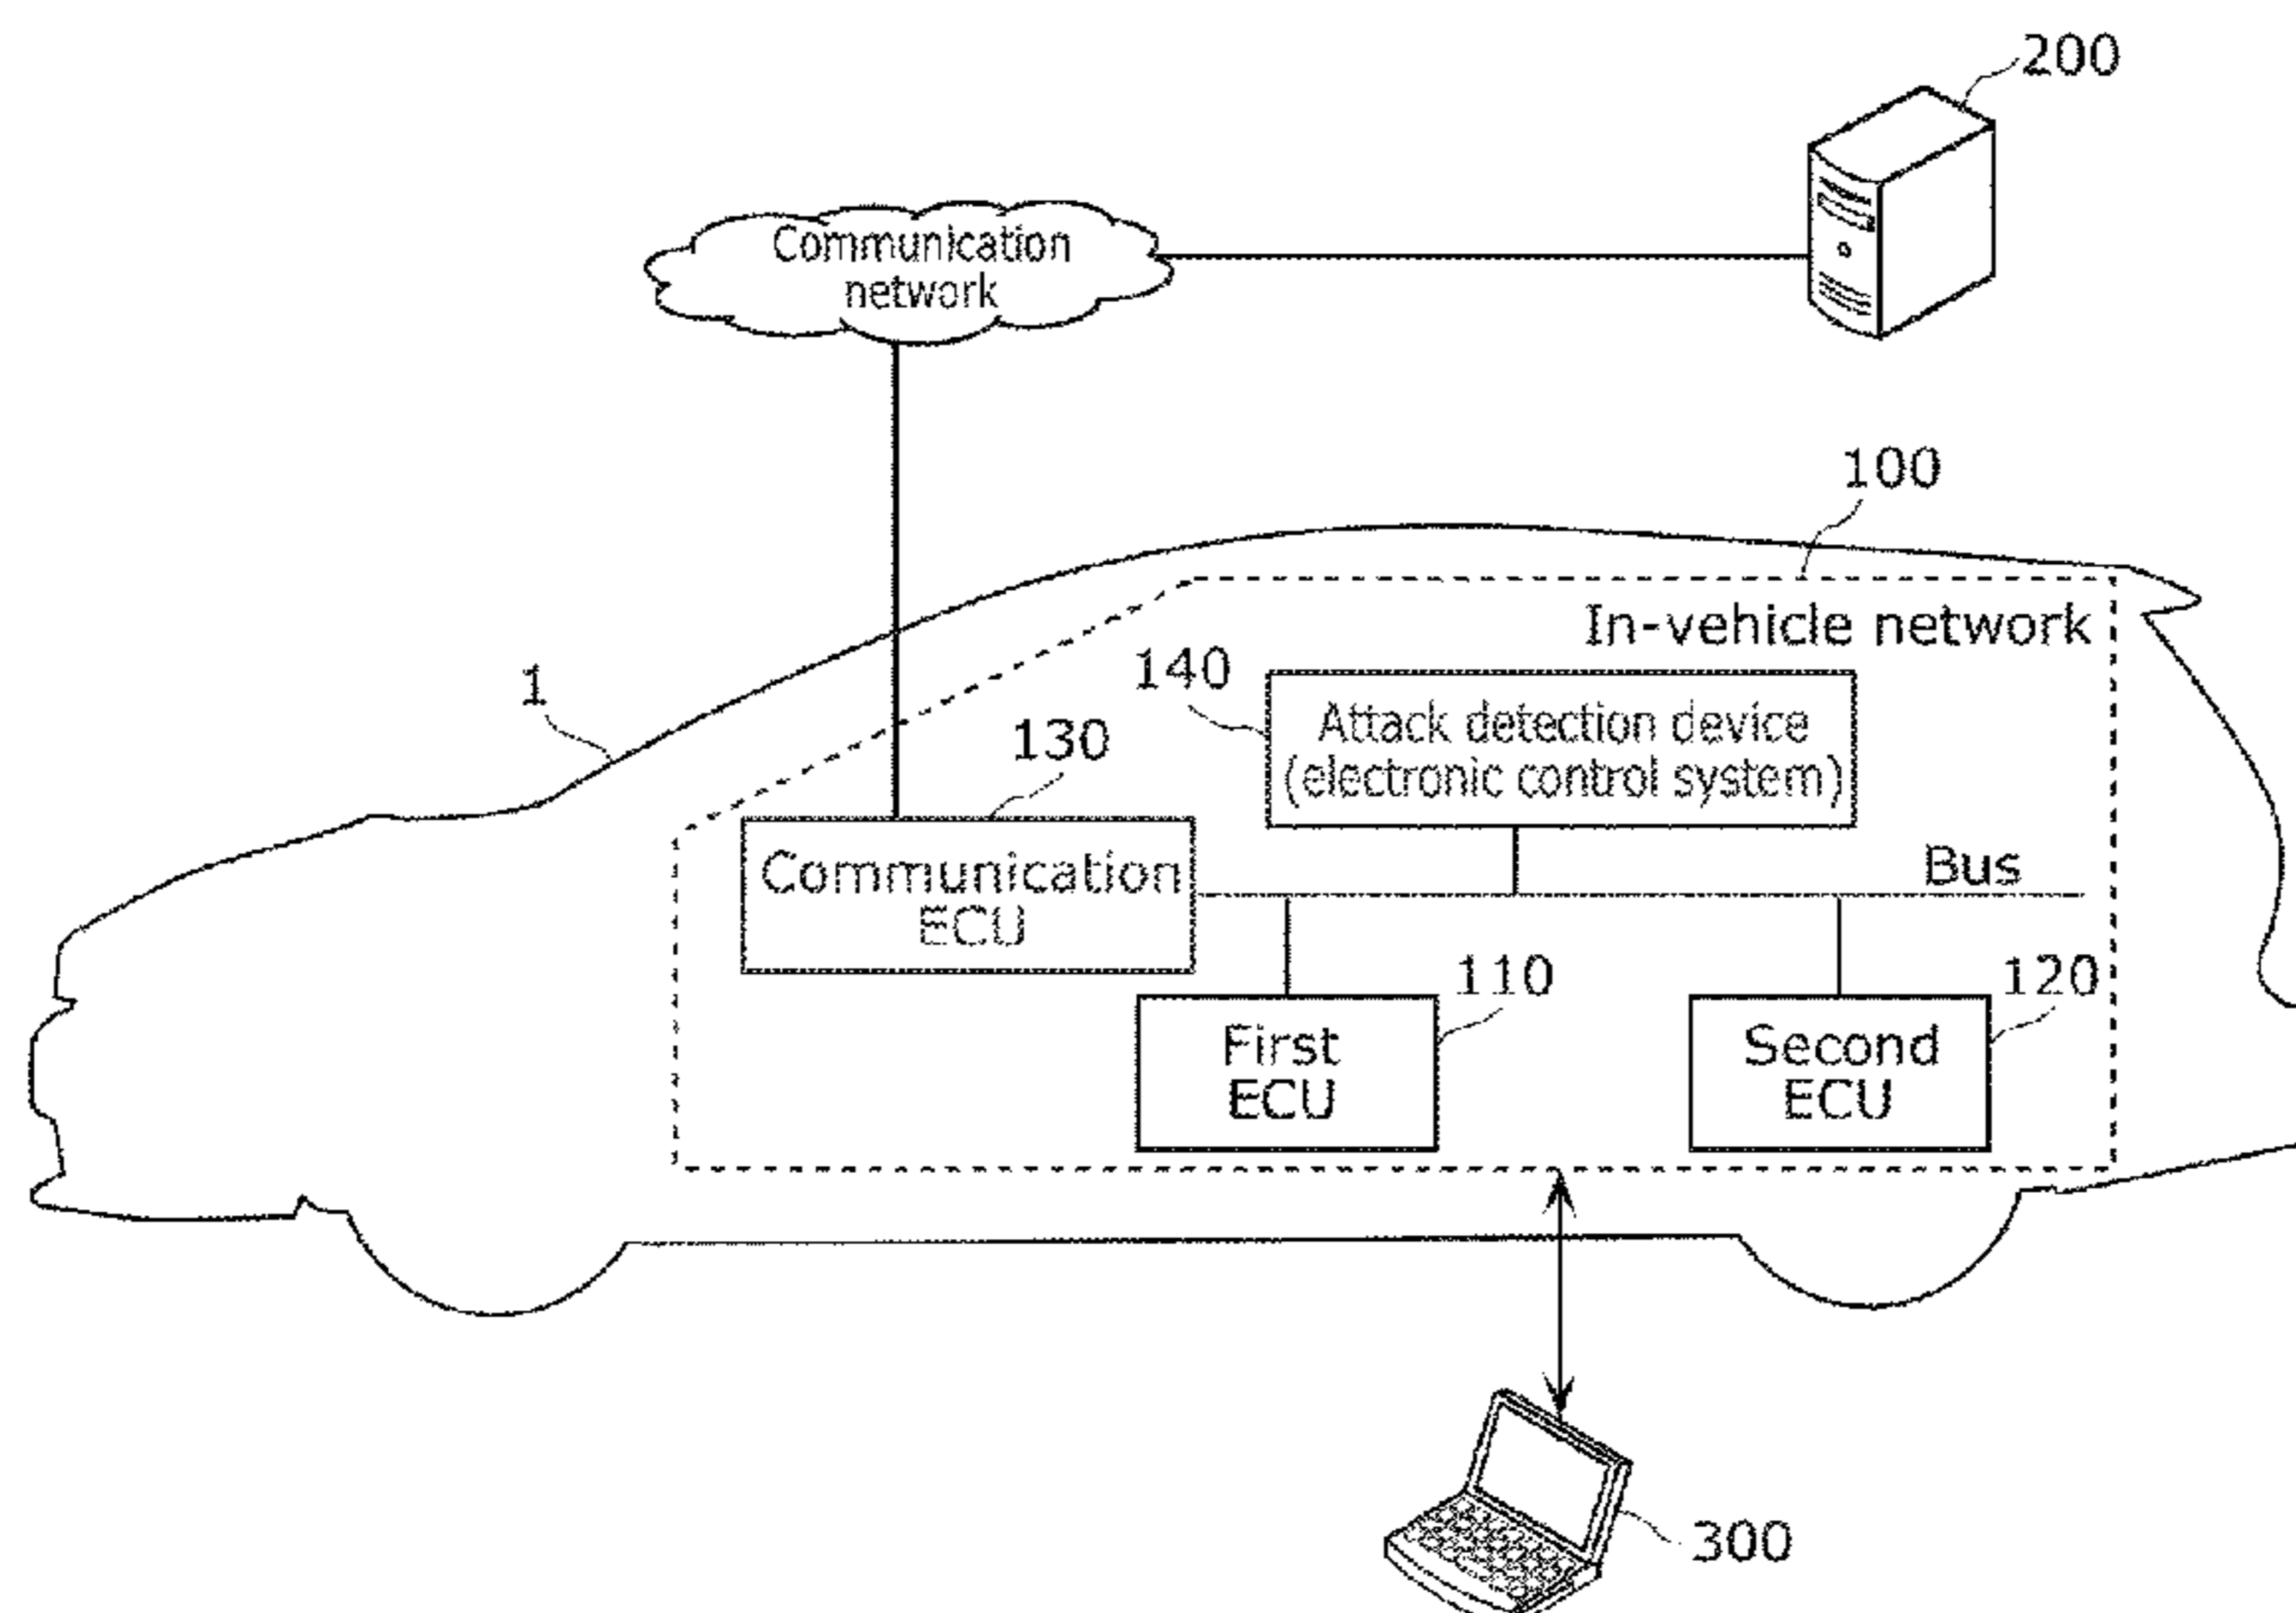 200
Communication
network
100
In-vehicle network
140
1
Attack detection device
130
(electronic control system)
Bus
Communication
ECU
110
120
First
ECU
Second
ECU
300